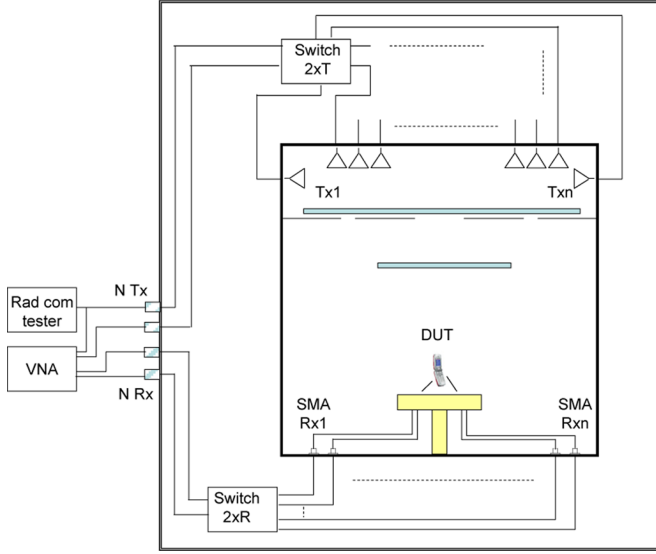 Switch
2xT
Tx1
Txn
N Tx
Rad com
tester
VNA
N Rx
DUT
SMA
Rx1
SMA
Rxn
Switch
2xR